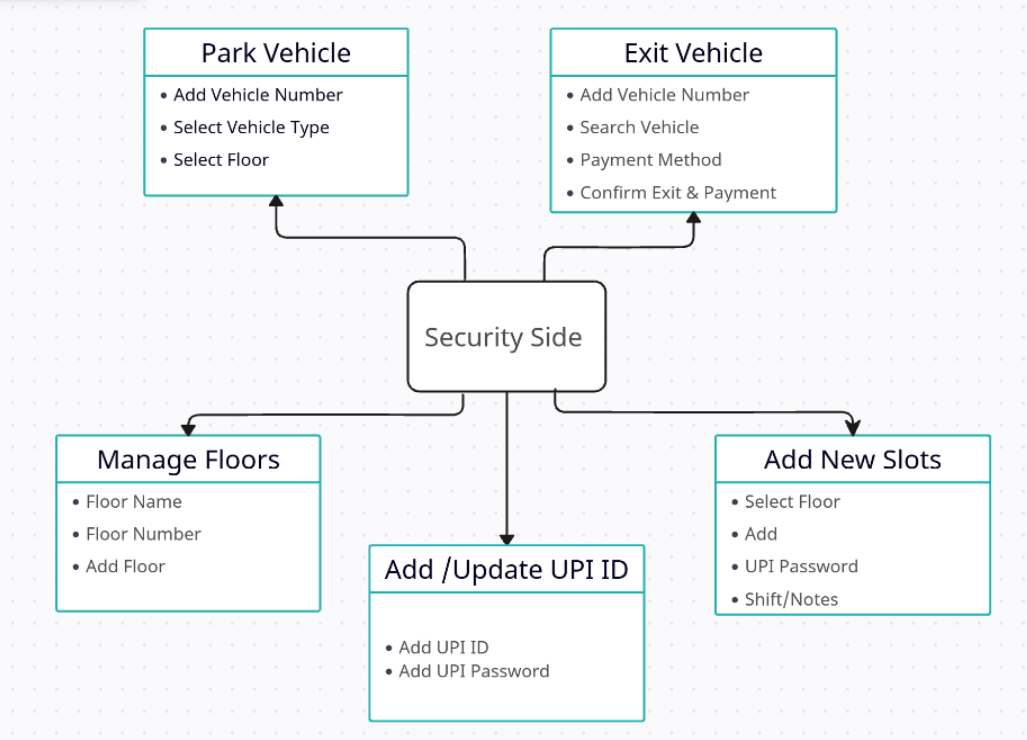 Park Vehicle
• Add Vehicle Number
• Select Vehicle Type
• Select Floor
Exit Vehicle
• Add Vehicle Number
• Search Vehicle
• Payment Method
• Confirm Exit & Payment
Security Side
Manage Floors
• Floor Name
• Floor Number
• Add Floor
Add /Update UPI ID
• Add UPI ID
• Add UPI Password
Add New Slots
• Select Floor
• Add
• UPI Password
• Shift/Notes